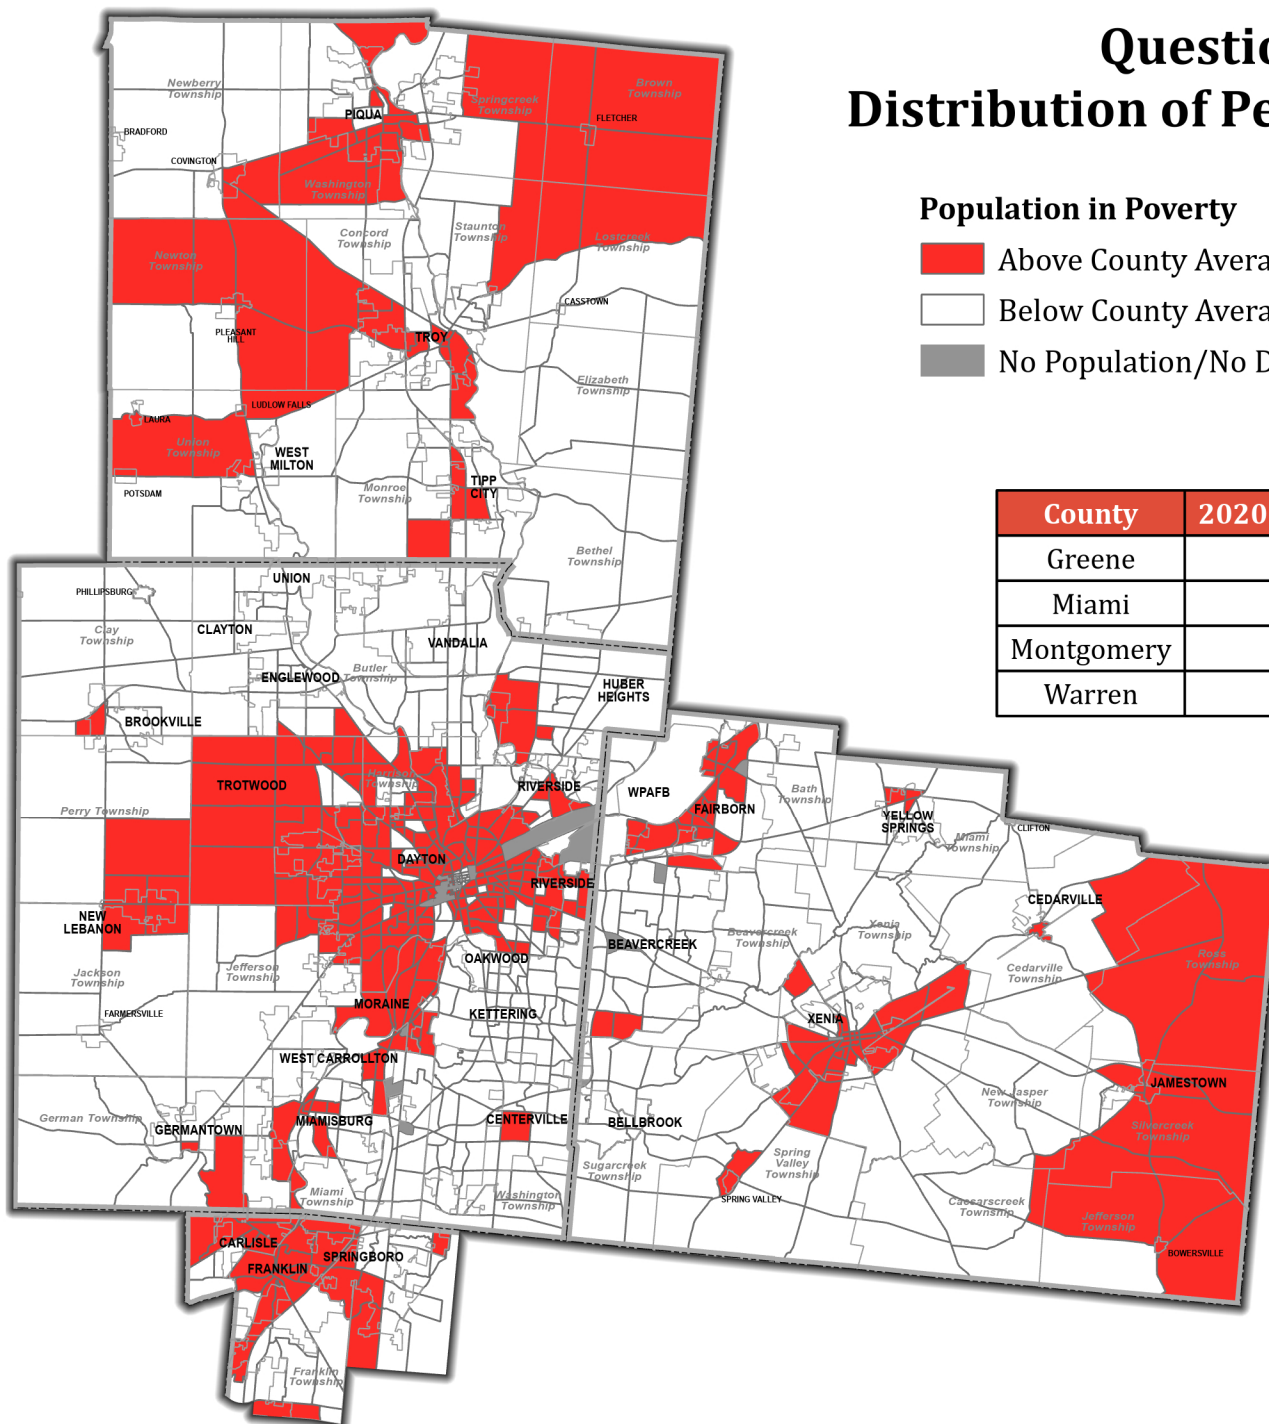 Questio
Distribution of Pe
Population in Poverty
Above County Avera
Below County Avera
No Population/No D
County 2020
Greene
Miami
Montgomery
Warren
Newberry
Township
BRADFORD
COVINGTON
PIQUA
Washington
Township
Springcreek
Township
Brown
Township
FLETCHER
Newton
Township
Concord
Township
Staunton
Township
Lostcreek
Township
CASSTOWN
PLEASANT
HILL
TROY
Elizabeth
Township
LUDLOW FALLS
LAURA
Union
Township
WEST
MILTON
POTSDAM
Monroe
Township
TIPP
CITY
Bethel
Township
UNION
PHILLIPSBURG
Clay
Township
CLAYTON
VANDALIA
ENGLEWOOD
Butler
Township
HUBER
HEIGHTS
BROOKVILLE
TROTWOOD
Harrison
Township
RIVERSIDE
Perry Township
DAYTON
RIVERSIDE
NEW
LEBANON
OAKWOOD
Jackson
Township
Jefferson
Township
MORAINE
KETTERING
FARMERSVILLE
WEST CARROLLTON
German Township
GERMANTOWN
MIAMISBURG
CENTERVILLE
Miami
Township
Washington
Township
WPAFB
FAIRBORN
Bath
Township
YELLOW
SPRINGS
Miami
Township
CLIFTON
CEDARVILLE
BEAVERCREEK
Beavercreek
Township
Xenia
Township
Cedarville
Township
Ross
Township
XENIA
New Jasper
Township
JAMESTOWN
Silvercreek
Township
BELLBROOK
Sugarcreek
Township
Spring
Valley
Township
SPRING VALLEY
Caesarscreek
Township
Jefferson
Township
BOWERSVILLE
CARLISLE
SPRINGBORO
FRANKLIN
Franklin
Township